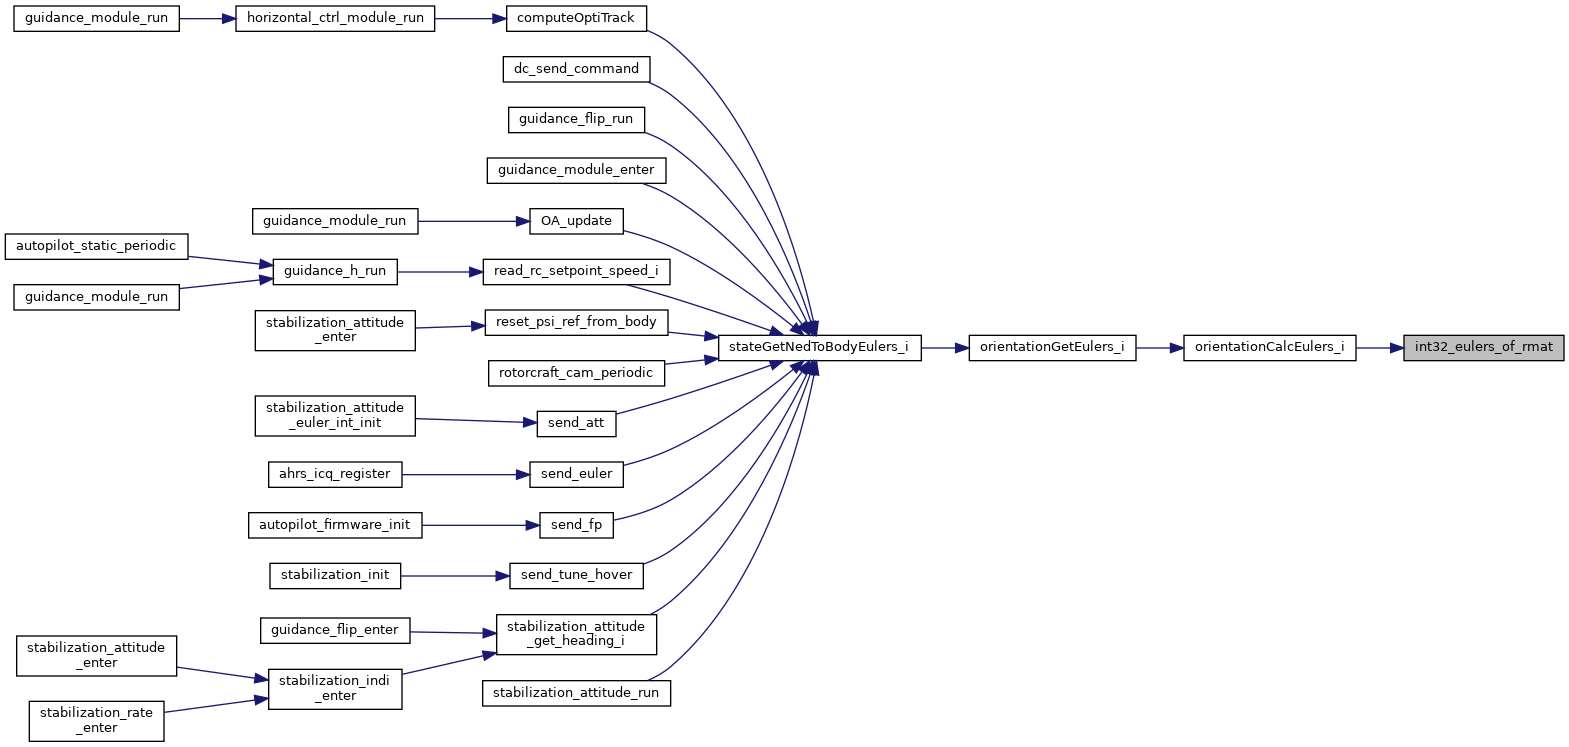 guidance_module_run
horizontal_ctrl_module_run
computeOptiTrack
dc_send_command
guidance_flip_run
guidance_module_enter
guidance_module_run
OA_update
autopilot_static_periodic
guidance_h_run
read_rc_setpoint_speed_i
guidance_module_run
stabilization_attitude
_enter
reset_psi_ref_from_body
stateGetNedToBodyEulers_i
orientationGetEulers_i
orientationCalcEulers_i
int32_eulers_of_rmat
rotorcraft_cam_periodic
stabilization_attitude
_euler_int_init
send_att
ahrs_icq_register
send_euler
autopilot_firmware_init
send_fp
stabilization_init
send_tune_hover
guidance_flip_enter
stabilization_attitude
_get_heading_i
stabilization_attitude
_enter
stabilization_indi
_enter
stabilization_attitude_run
stabilization_rate
_enter